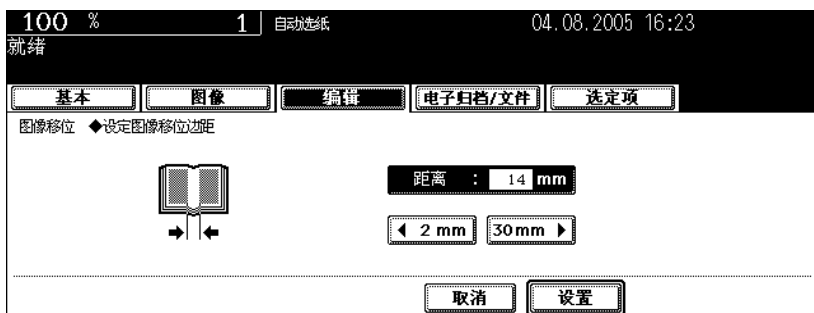 100 % 1 自动选纸 04.08.2005 16:23
就绪
基本 图像 编辑 电子归档/文件 选定项
图像移位 ◆设定图像移位边距
距离 : 14 mm
◀ 2 mm 30mm ▶
取消 设置